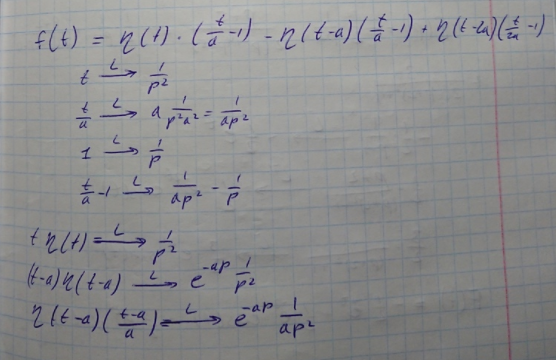 f(t) = η(t) · (t/a − 1) − η(t−a)(t/a − 1) + η(t−2a)(t/2a − 1)
t →L 1/p²
t/a →L a 1/p²a² = 1/ap²
1 →L 1/p
t/a − 1 →L 1/ap² − 1/p
t η(t) =→L 1/p²
(t−a)η(t−a) →L e^−ap 1/p²
η(t−a)(t−a/a) =→L e^−ap 1/ap²